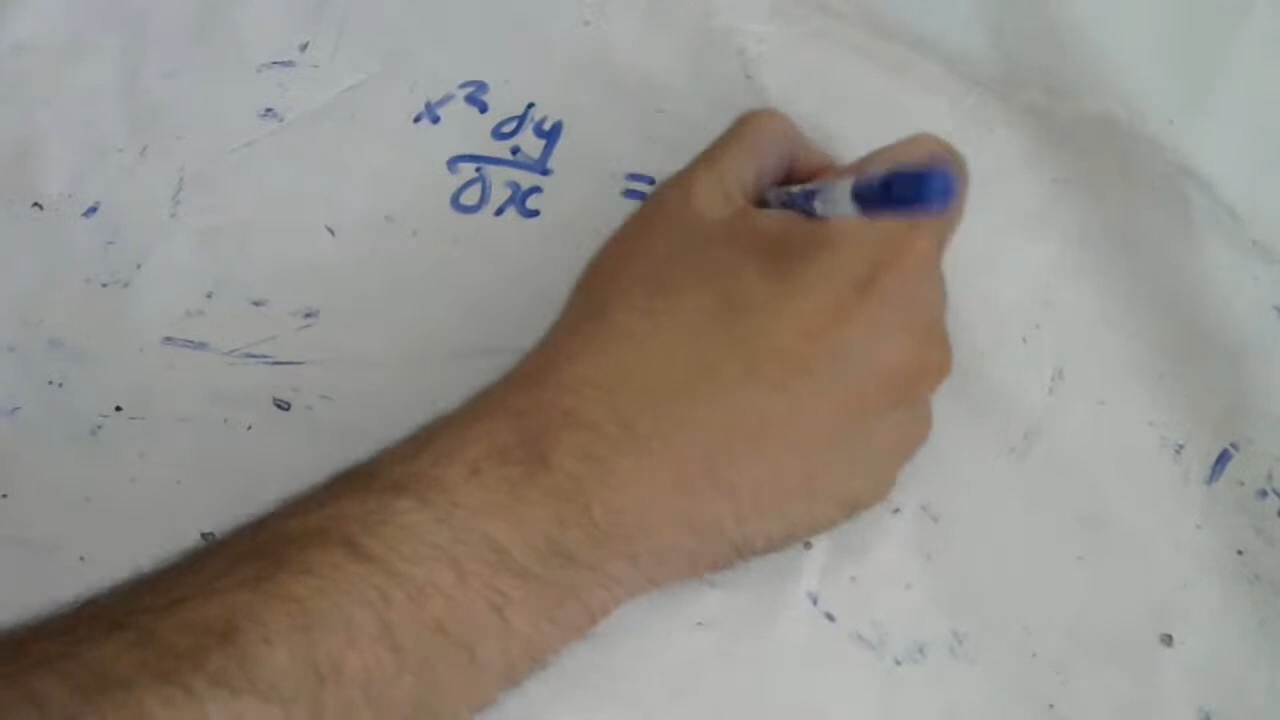 x² dy
dx =